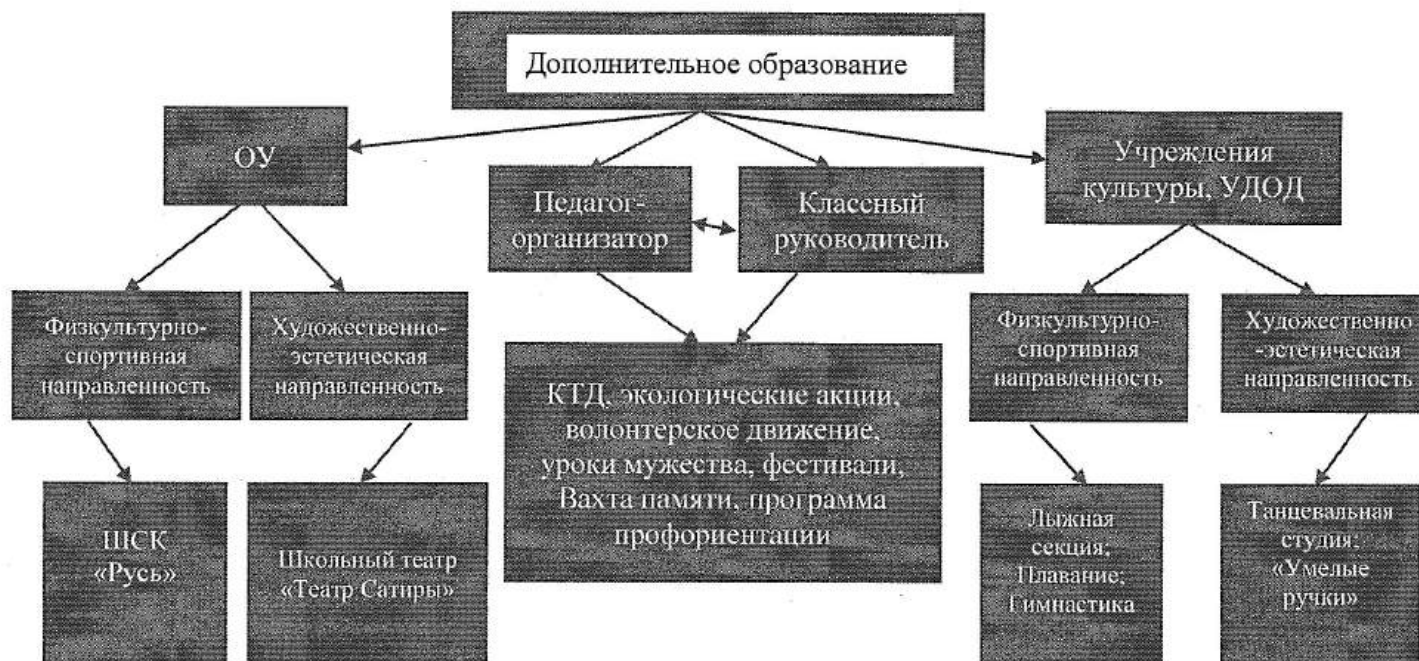 Дополнительное образование
ОУ
Педагог-
организатор
Классный
руководитель
Учреждения
культуры, УДОД
Физкультурно-
спортивная
направленность
Художественно-
эстетическая
направленность
КТД, экологические акции,
волонтерское движение,
уроки мужества, фестивали,
Вахта памяти, программа
профориентации
Физкультурно-
спортивная
направленность
Художественно
-эстетическая
направленность
ШСК
«Русь»
Школьный театр
«Театр Сатиры»
Лыжная
секция;
Плавание;
Гимнастика
Танцевальная
студия;
«Умелые
ручки»